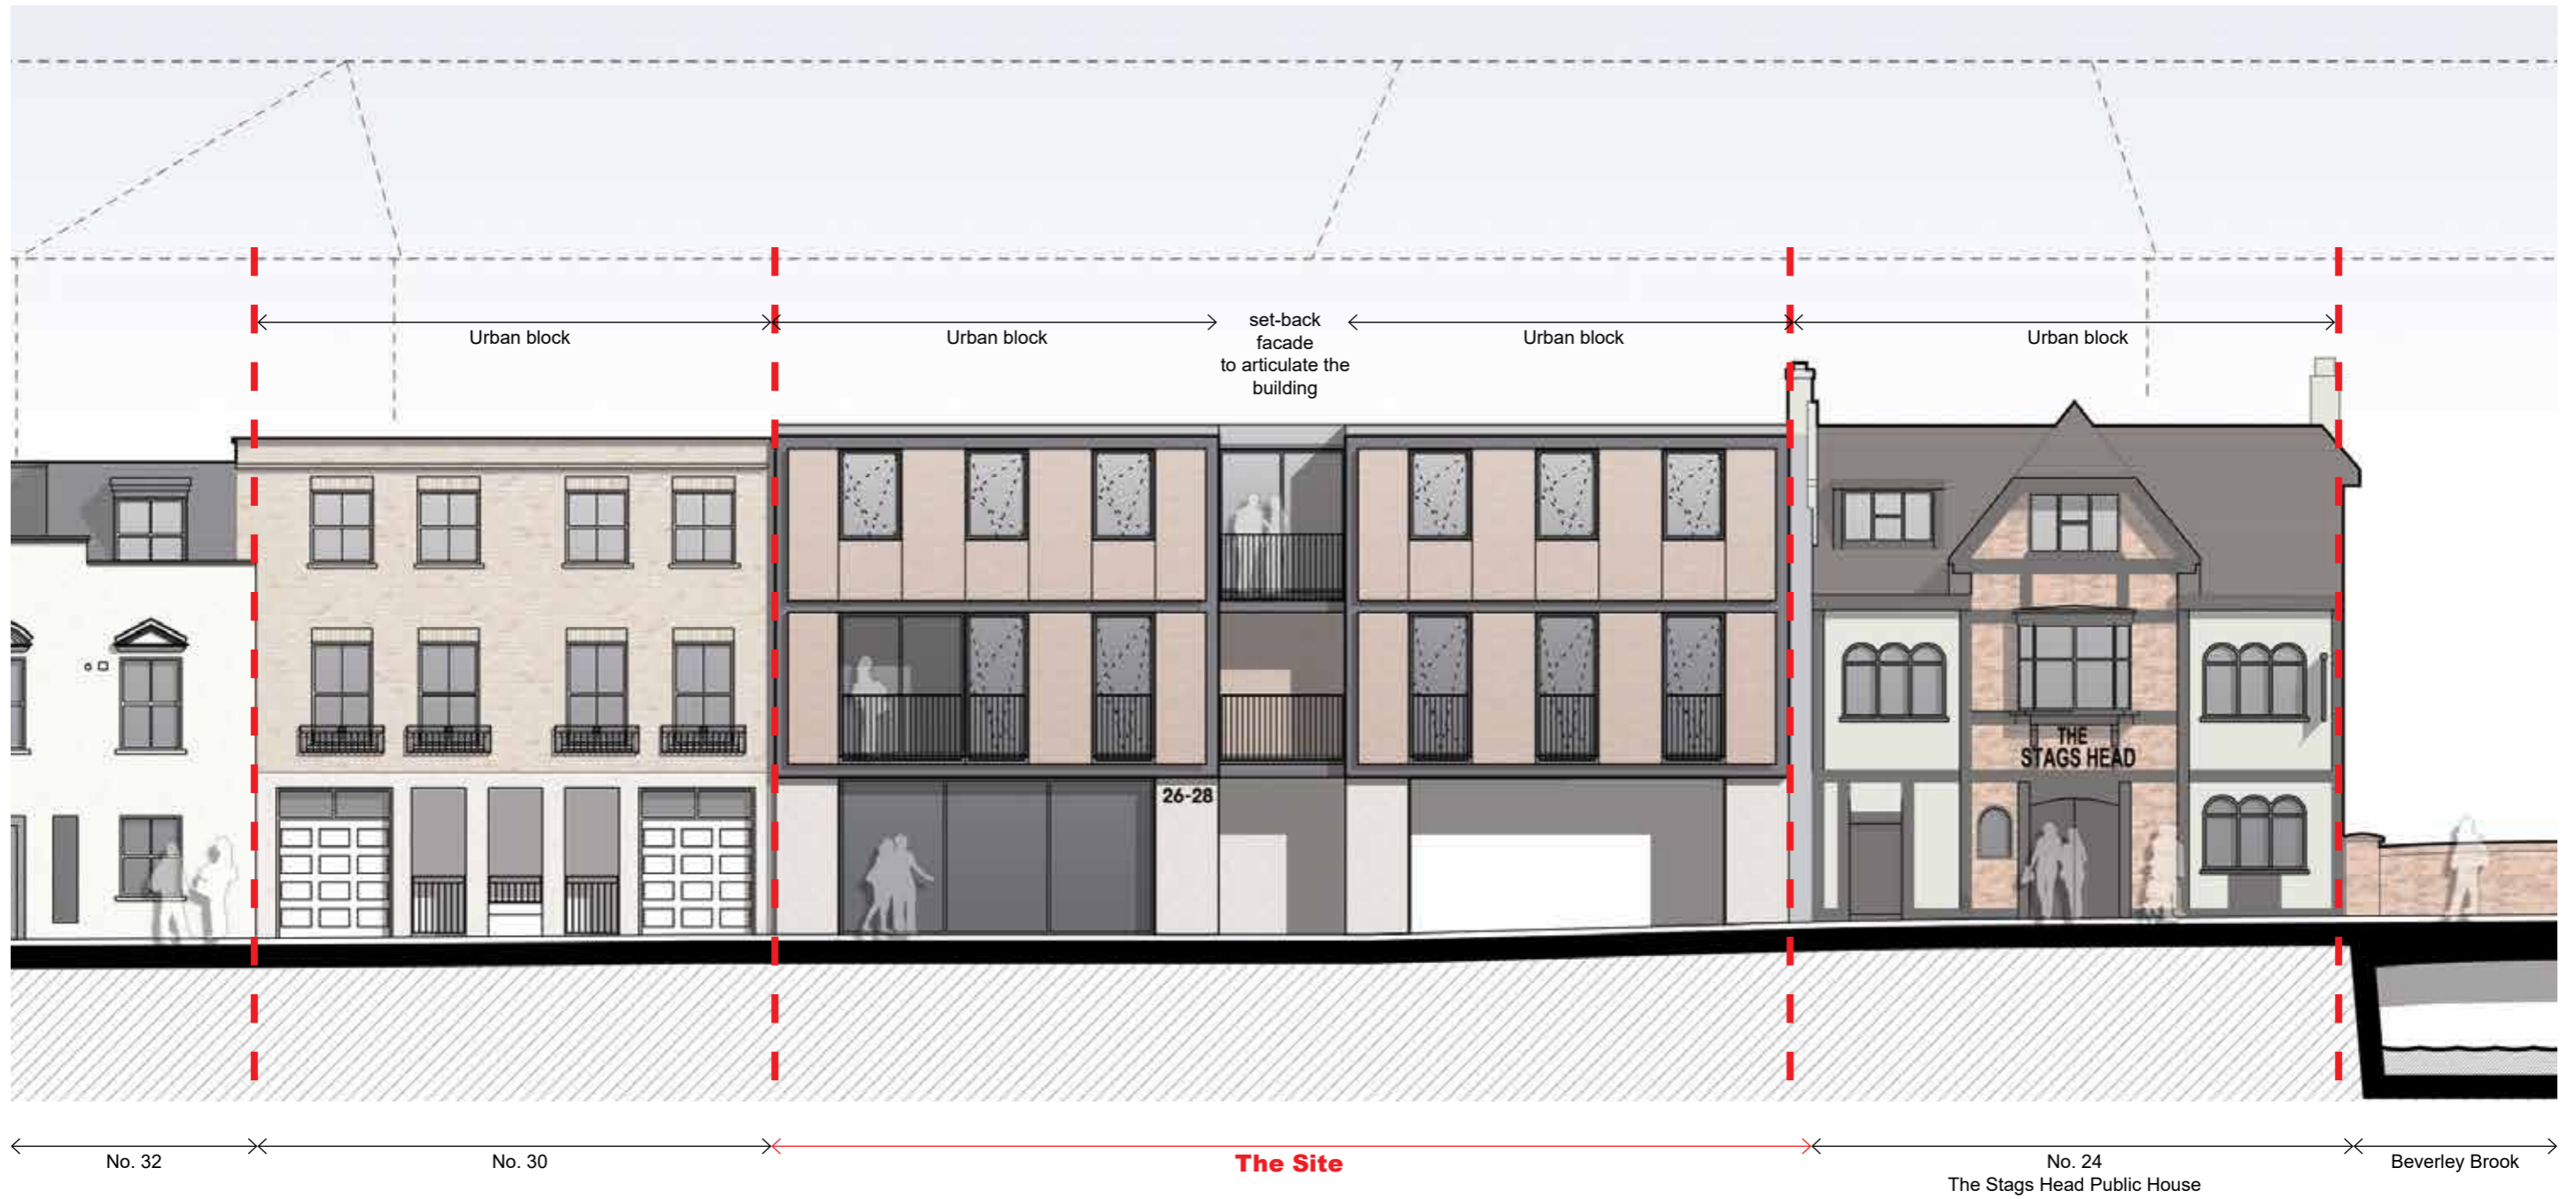 Urban block
Urban block
set-back
facade
to articulate the
building
Urban block
Urban block
THE
STAGS HEAD
26-28
No. 32
No. 30
The Site
No. 24
The Stags Head Public House
Beverley Brook